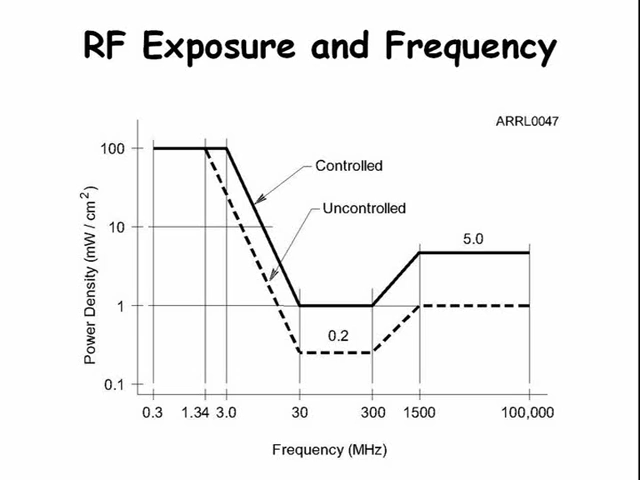 RF Exposure and Frequency
ARRL0047
100
Controlled
Uncontrolled
10
5.0
Power Density (mW / cm²)
1
0.2
0.1
0.3 1.34 3.0 30 300 1500 100,000
Frequency (MHz)